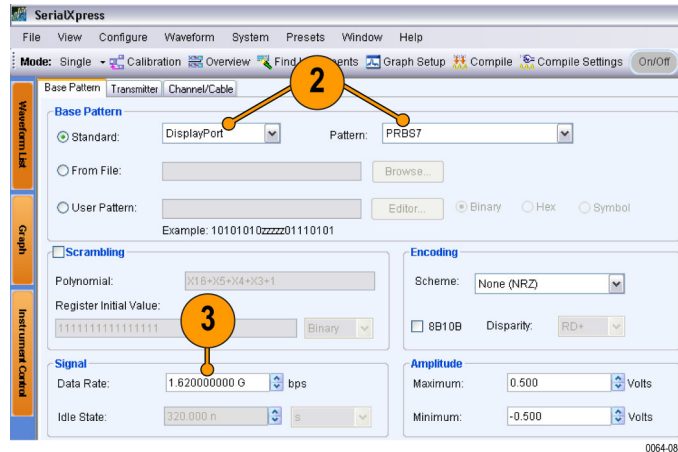 SerialXpress
File View Configure Waveform System Presets Window Help
Mode: Single Calibration Overview Find Graph Setup Compile Compile Settings On/Off
Base Pattern Transmitter Channel/Cable
2
Waveform List
Base Pattern
Standard: DisplayPort Pattern: PRBS7
From File: Browse...
User Pattern: Editor... Binary Hex Symbol
Example: 10101010zzzzz01110101
Graph
Scrambling
Polynomial: X16+X5+X4+X3+1
Register Initial Value:
1111111111111111 Binary
3
Encoding
Scheme: None (NRZ)
8B10B Disparity: RD+
Instrument Control
Signal
Data Rate: 1.620000000 G bps
Idle State: 320.000 n s
Amplitude
Maximum: 0.500 Volts
Minimum: -0.500 Volts
0064-08